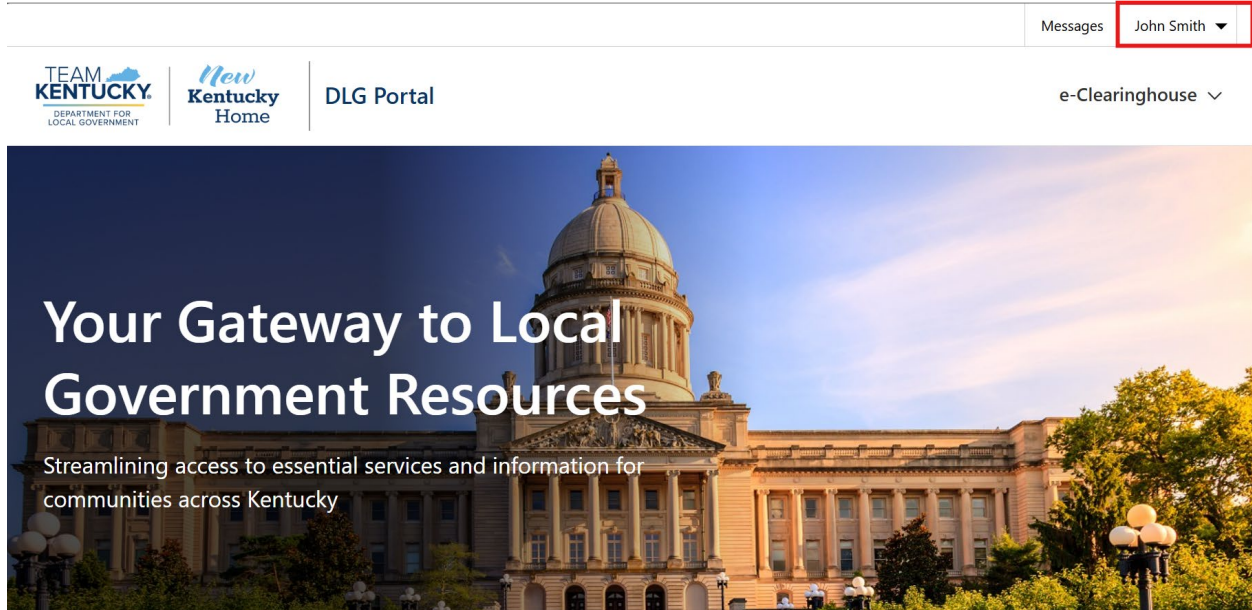 Messages
John Smith
TEAM
KENTUCKY.
DEPARTMENT FOR
LOCAL GOVERNMENT
New
Kentucky
Home
DLG Portal
e-Clearinghouse
Your Gateway to Local
Government Resources
Streamlining access to essential services and information for
communities across Kentucky